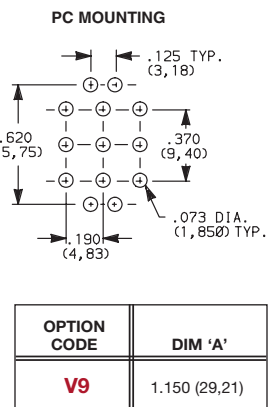 PC MOUNTING
.125 TYP.
(3,18)
.620
5,75)
.370
(9,40)
.073 DIA.
(1,850) TYP.
.190
(4,83)
OPTION CODE
DIM ‘A’
V9
1.150 (29,21)